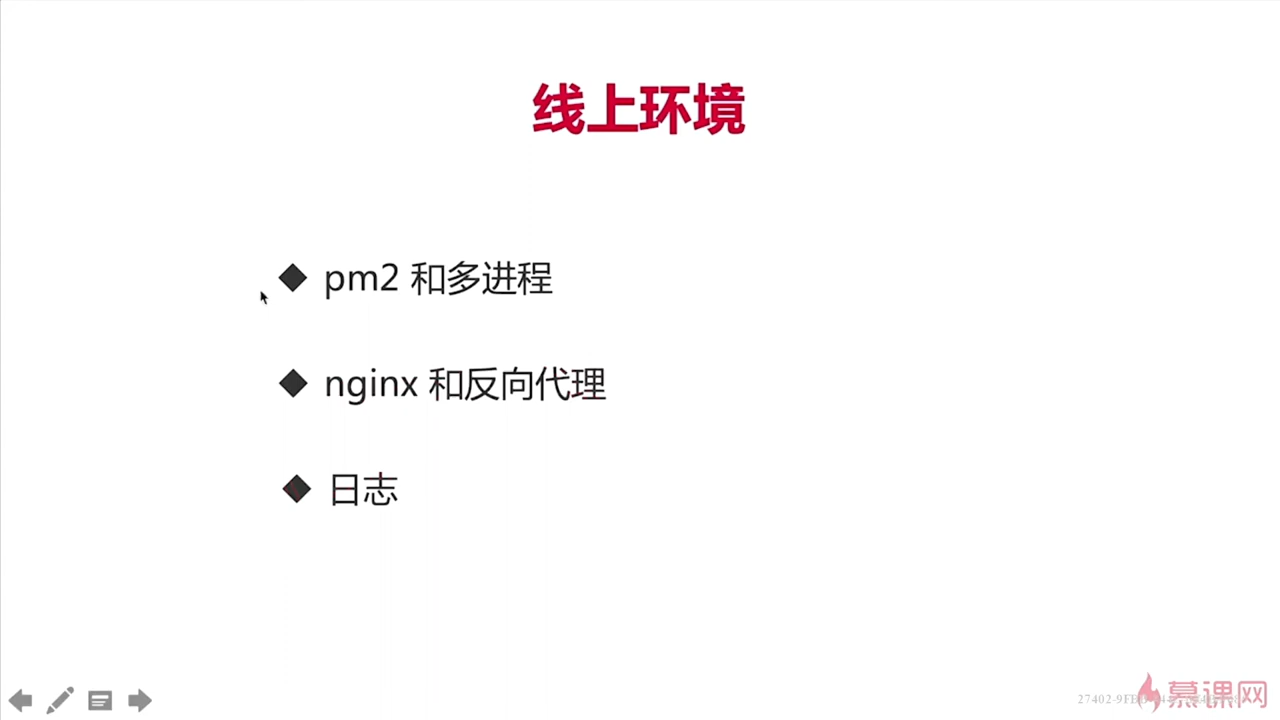 线上环境
pm2 和多进程
nginx 和反向代理
日志
慕课网